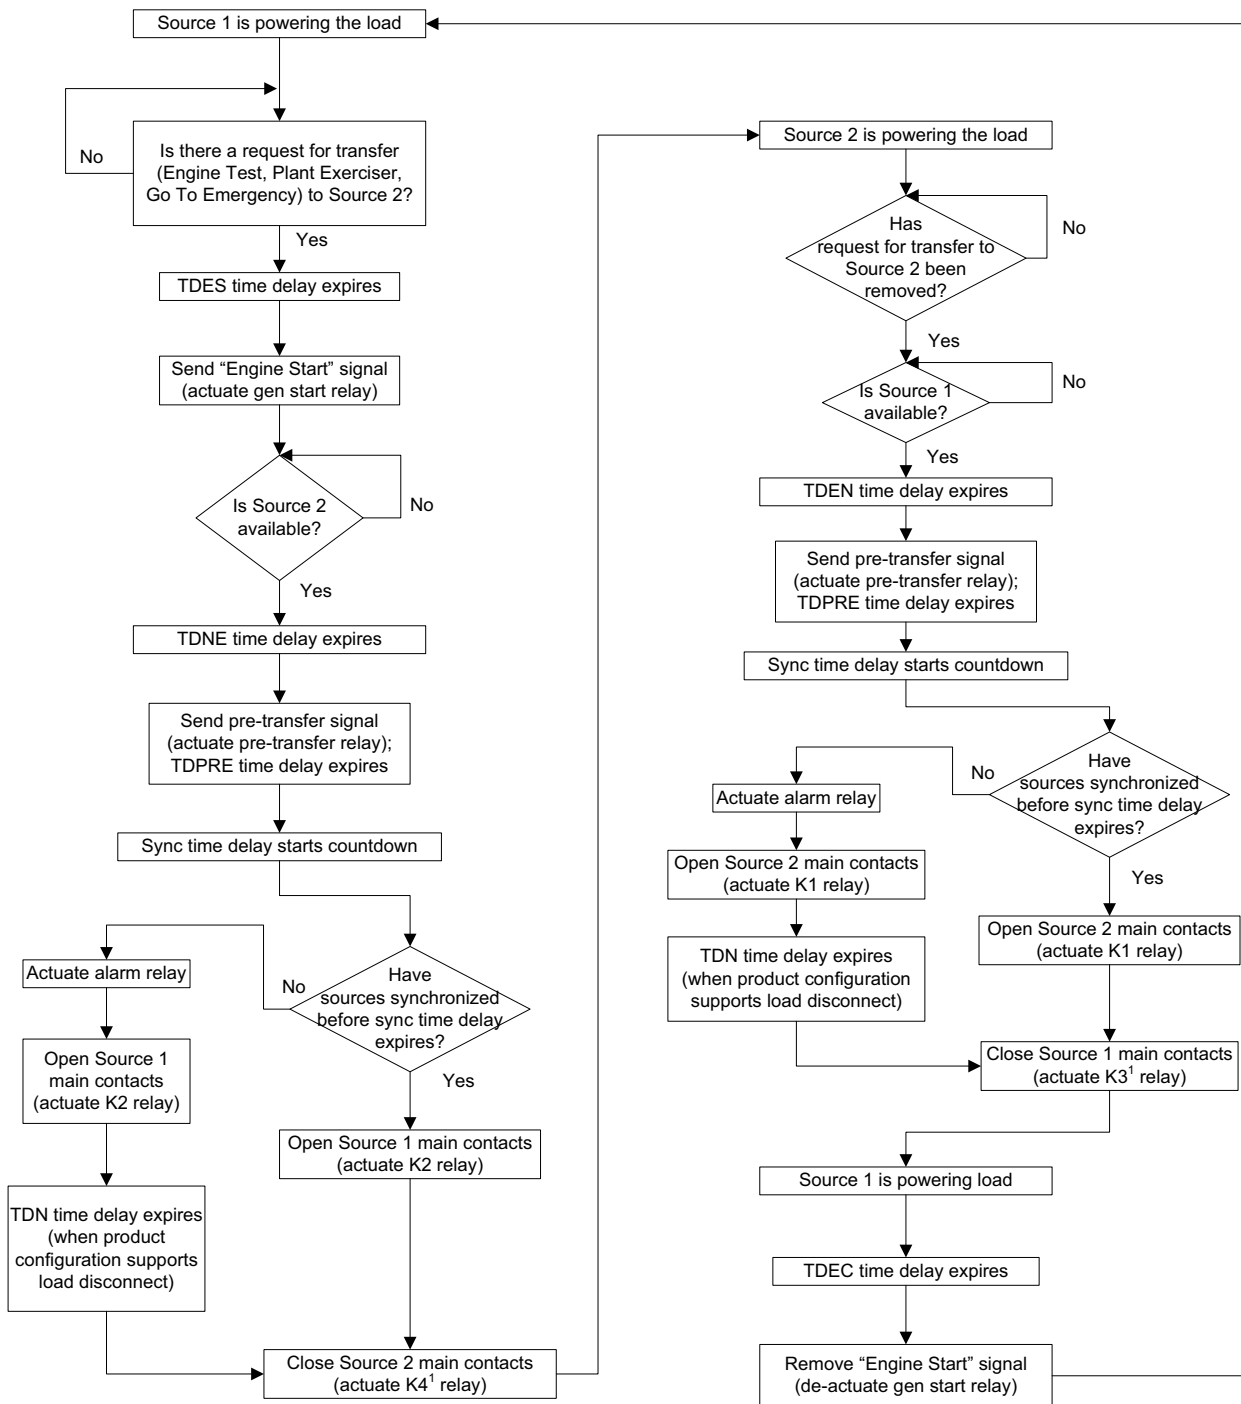 Source 1 is powering the load
No
Is there a request for transfer
(Engine Test, Plant Exerciser,
Go To Emergency) to Source 2?
Yes
TDES time delay expires
Send “Engine Start” signal
(actuate gen start relay)
Is Source 2
available?
No
Yes
TDNE time delay expires
Send pre-transfer signal
(actuate pre-transfer relay);
TDPRE time delay expires
Sync time delay starts countdown
Have
sources synchronized
before sync time delay
expires?
No
Actuate alarm relay
Open Source 1
main contacts
(actuate K2 relay)
TDN time delay expires
(when product
configuration supports
load disconnect)
Yes
Open Source 1 main contacts
(actuate K2 relay)
Close Source 2 main contacts
(actuate K4¹ relay)
Source 2 is powering the load
Has
request for transfer to
Source 2 been
removed?
No
Yes
Is Source 1
available?
No
Yes
TDEN time delay expires
Send pre-transfer signal
(actuate pre-transfer relay);
TDPRE time delay expires
Sync time delay starts countdown
Have
sources synchronized
before sync time delay
expires?
No
Actuate alarm relay
Open Source 2 main contacts
(actuate K1 relay)
TDN time delay expires
(when product configuration
supports load disconnect)
Yes
Open Source 2 main contacts
(actuate K1 relay)
Close Source 1 main contacts
(actuate K3¹ relay)
Source 1 is powering load
TDEC time delay expires
Remove “Engine Start” signal
(de-actuate gen start relay)